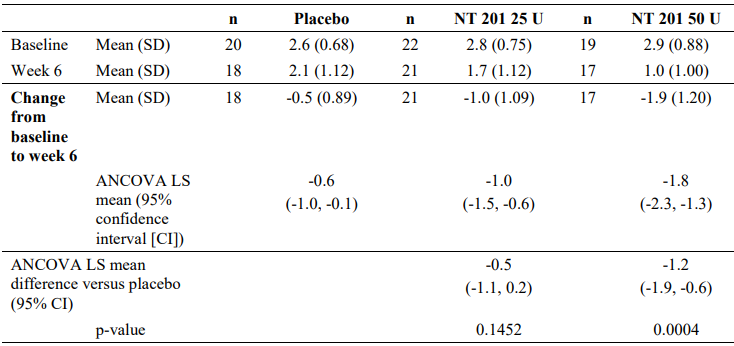 n Placebo n NT 201 25 U n NT 201 50 U
Baseline Mean (SD) 20 2.6 (0.68) 22 2.8 (0.75) 19 2.9 (0.88)
Week 6 Mean (SD) 18 2.1 (1.12) 21 1.7 (1.12) 17 1.0 (1.00)
Change Mean (SD) 18 -0.5 (0.89) 21 -1.0 (1.09) 17 -1.9 (1.20)
from
baseline
to week 6
ANCOVA LS -0.6 -1.0 -1.8
mean (95% (-1.0, -0.1) (-1.5, -0.6) (-2.3, -1.3)
confidence
interval [CI])
ANCOVA LS mean -0.5 -1.2
difference versus placebo (-1.1, 0.2) (-1.9, -0.6)
(95% CI)
p-value 0.1452 0.0004